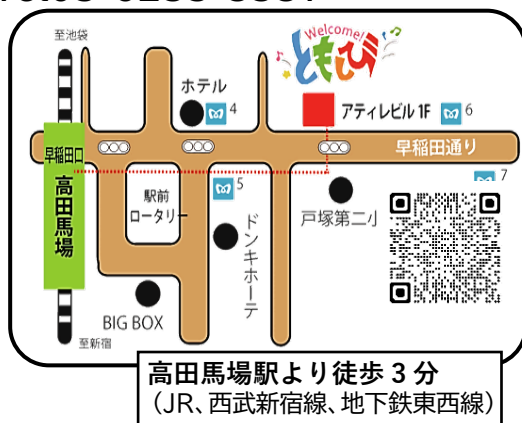 至池袋
Welcome!
ともしび
ホテル
4
アティレビル 1F
6
早稲田口
早稲田通り
高田馬場
駅前
ロータリー
5
7
戸塚第二小
ドンキホーテ
BIG BOX
至新宿
高田馬場駅より徒歩 3 分
（JR、西武新宿線、地下鉄東西線）